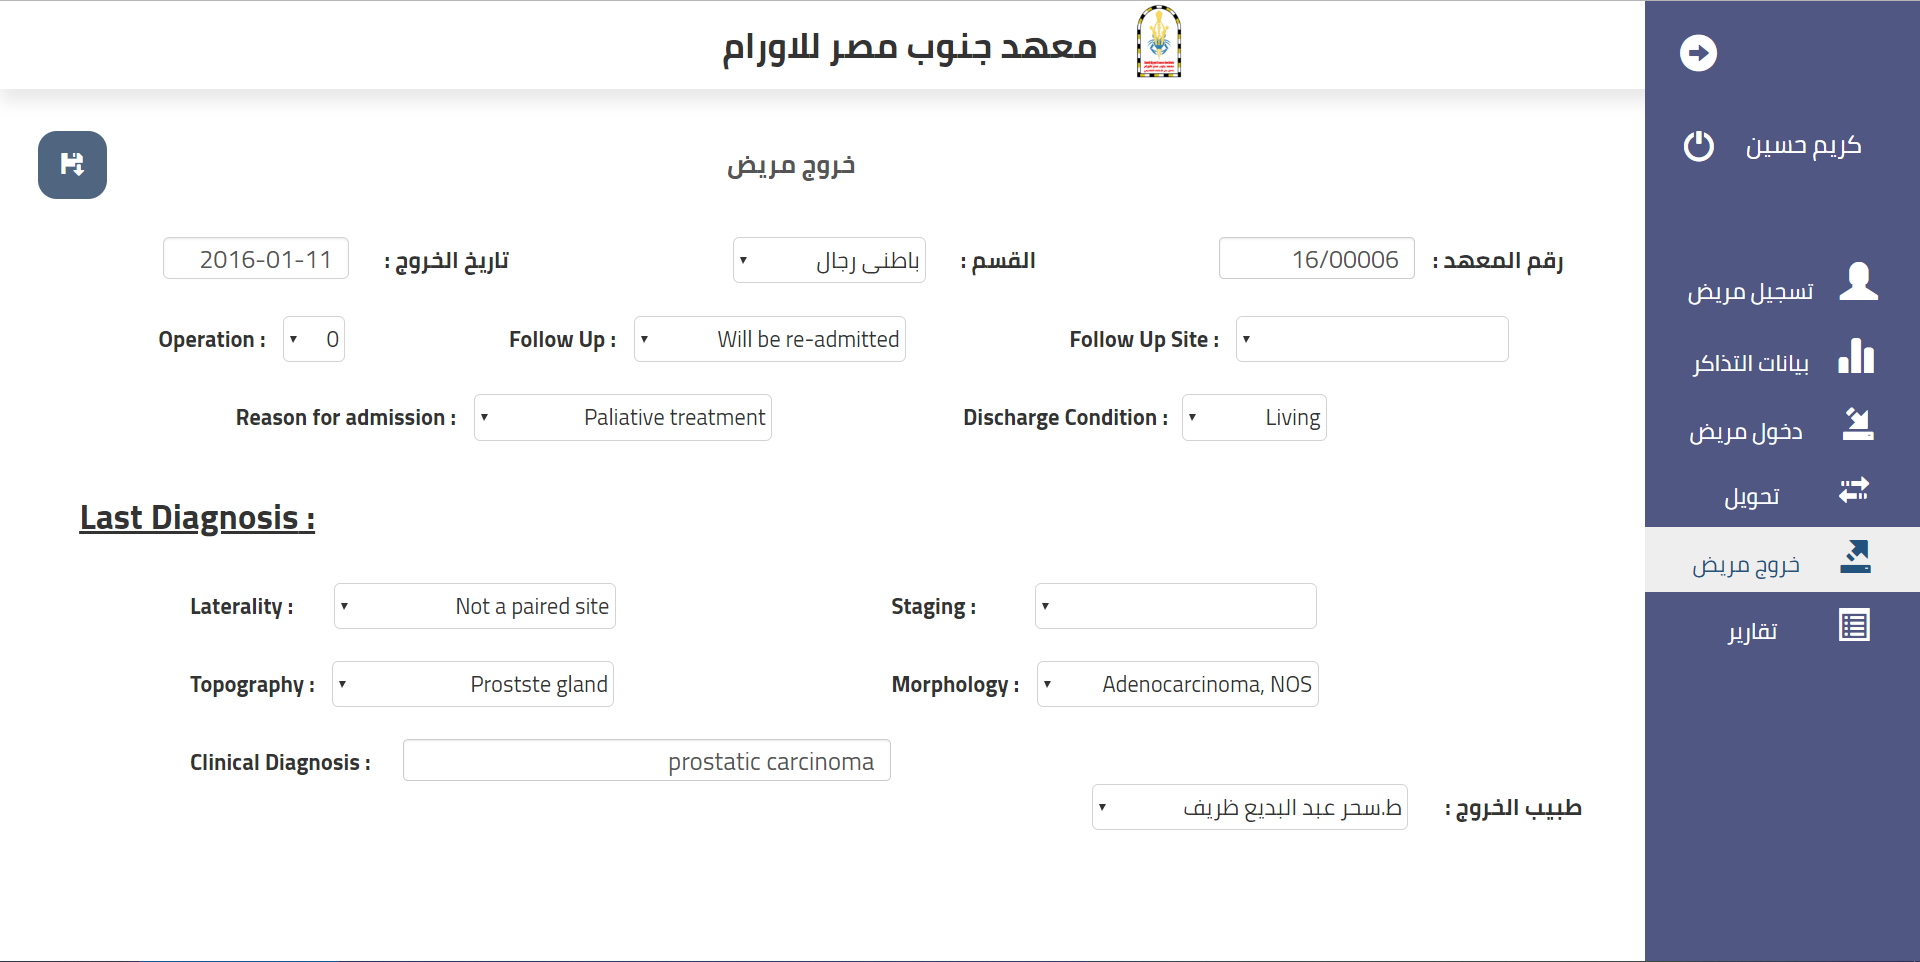 معهد جنوب مصر للاورام
كريم حسين
تسجيل مريض
بيانات التذاكر
دخول مريض
تحويل
خروج مريض
تقارير
خروج مريض
رقم المعهد : 16/00006 القسم : باطنى رجال تاريخ الخروج : 2016-01-11
Operation : 0 Follow Up : Will be re-admitted Follow Up Site :
Reason for admission : Paliative treatment Discharge Condition : Living
Last Diagnosis :
Laterality : Not a paired site Staging :
Topography : Prostste gland Morphology : Adenocarcinoma, NOS
Clinical Diagnosis : prostatic carcinoma
طبيب الخروج : ط.سحر عبد البديع ظريف